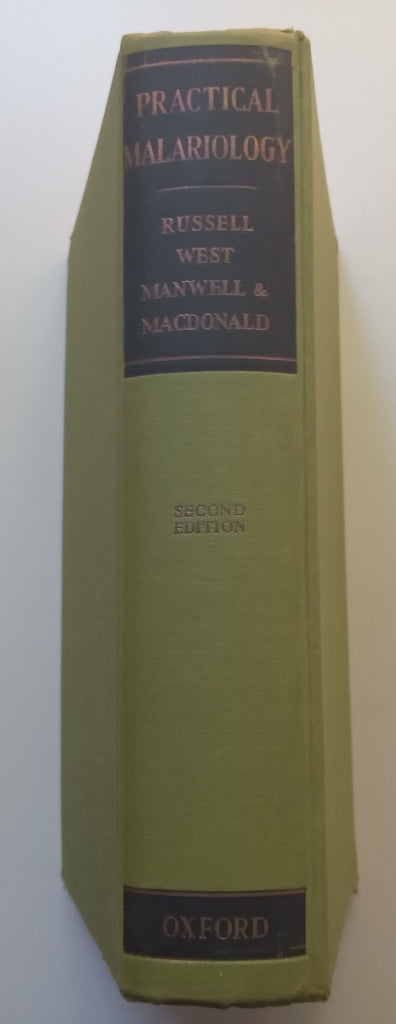 PRACTICAL
MALARIOLOGY
RUSSELL
WEST
MANWELL &
MACDONALD
SECOND
EDITION
OXFORD